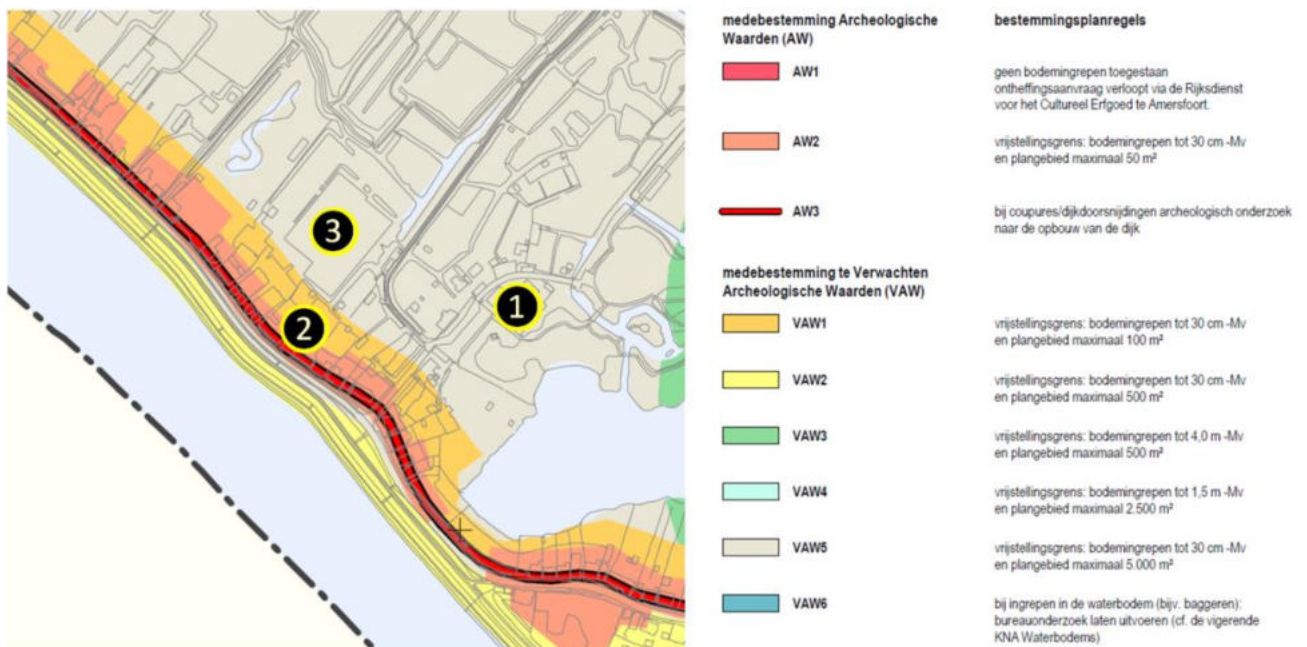 3
1
2
medebestemming Archeologische
Waarden (AW)
bestemmingsplanregels
AW1
geen bodemingrepen toegestaan
ontheffingsaanvraag verloopt via de Rijksdienst
voor het Cultureel Erfgoed te Amersfoort.
AW2
vrijstellingsgrens: bodemingrepen tot 30 cm -Mv
en plangebied maximaal 50 m²
AW3
bij coupures/dijkdoorsnijdingen archeologisch onderzoek
naar de opbouw van de dijk
medebestemming te Verwachten
Archeologische Waarden (VAW)
VAW1
vrijstellingsgrens: bodemingrepen tot 30 cm -Mv
en plangebied maximaal 100 m²
VAW2
vrijstellingsgrens: bodemingrepen tot 30 cm -Mv
en plangebied maximaal 500 m²
VAW3
vrijstellingsgrens: bodemingrepen tot 4,0 m -Mv
en plangebied maximaal 500 m²
VAW4
vrijstellingsgrens: bodemingrepen tot 1,5 m -Mv
en plangebied maximaal 2.500 m²
VAW5
vrijstellingsgrens: bodemingrepen tot 30 cm -Mv
en plangebied maximaal 5.000 m²
VAW6
bij ingrepen in de waterbodem (bijv. baggeren):
bureauonderzoek laten uitvoeren (cf. de vigerende
KNA Waterbodems)